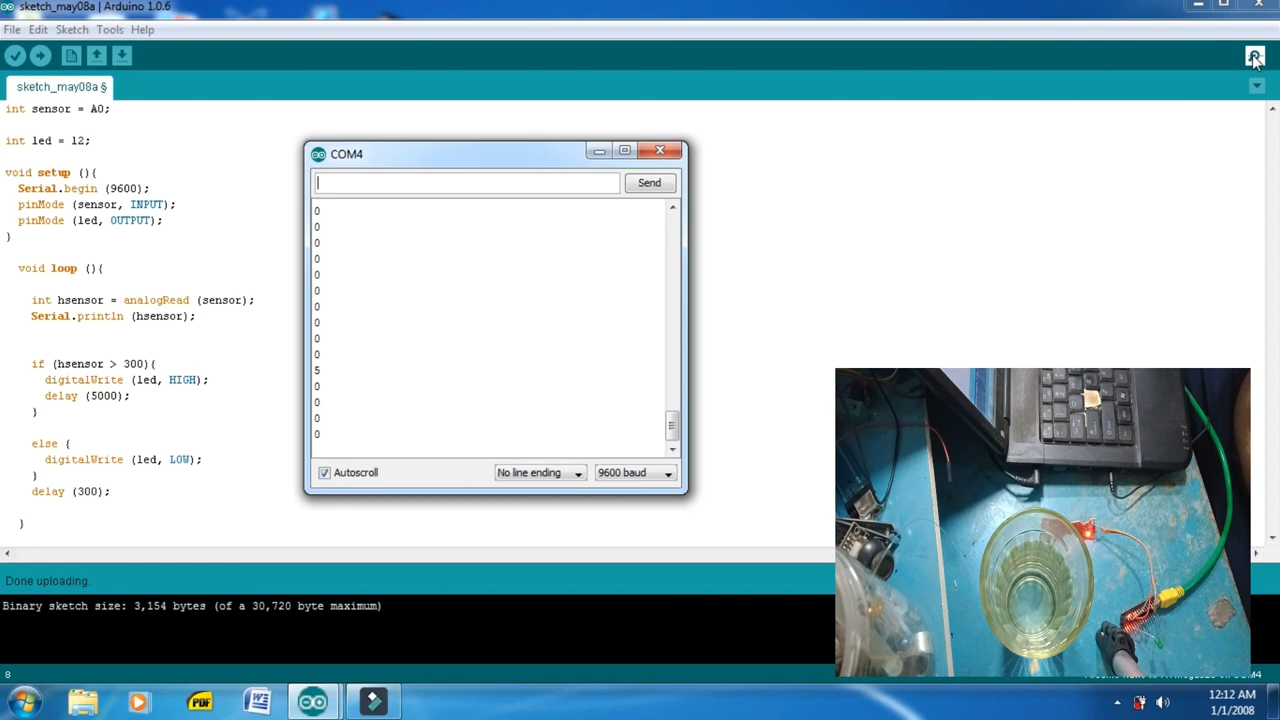 sketch_may08a | Arduino 1.0.6
File Edit Sketch Tools Help
sketch_may08a §
int sensor = A0;
int led = 12;
void setup (){
Serial.begin (9600);
pinMode (sensor, INPUT);
pinMode (led, OUTPUT);
}
void loop (){
int hsensor = analogRead (sensor);
Serial.println (hsensor);
if (hsensor > 300){
digitalWrite (led, HIGH);
delay (5000);
}
else {
digitalWrite (led, LOW);
}
delay (300);
}
COM4
Send
0
0
0
0
0
0
0
0
0
0
5
0
0
0
0
Autoscroll
No line ending
9600 baud
Done uploading.
Binary sketch size: 3,154 bytes (of a 30,720 byte maximum)
8
COM4
PDF
W
12:12 AM
1/1/2008